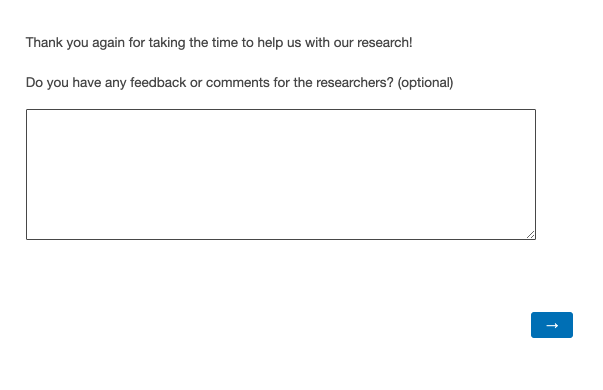 Thank you again for taking the time to help us with our research!
Do you have any feedback or comments for the researchers? (optional)
→